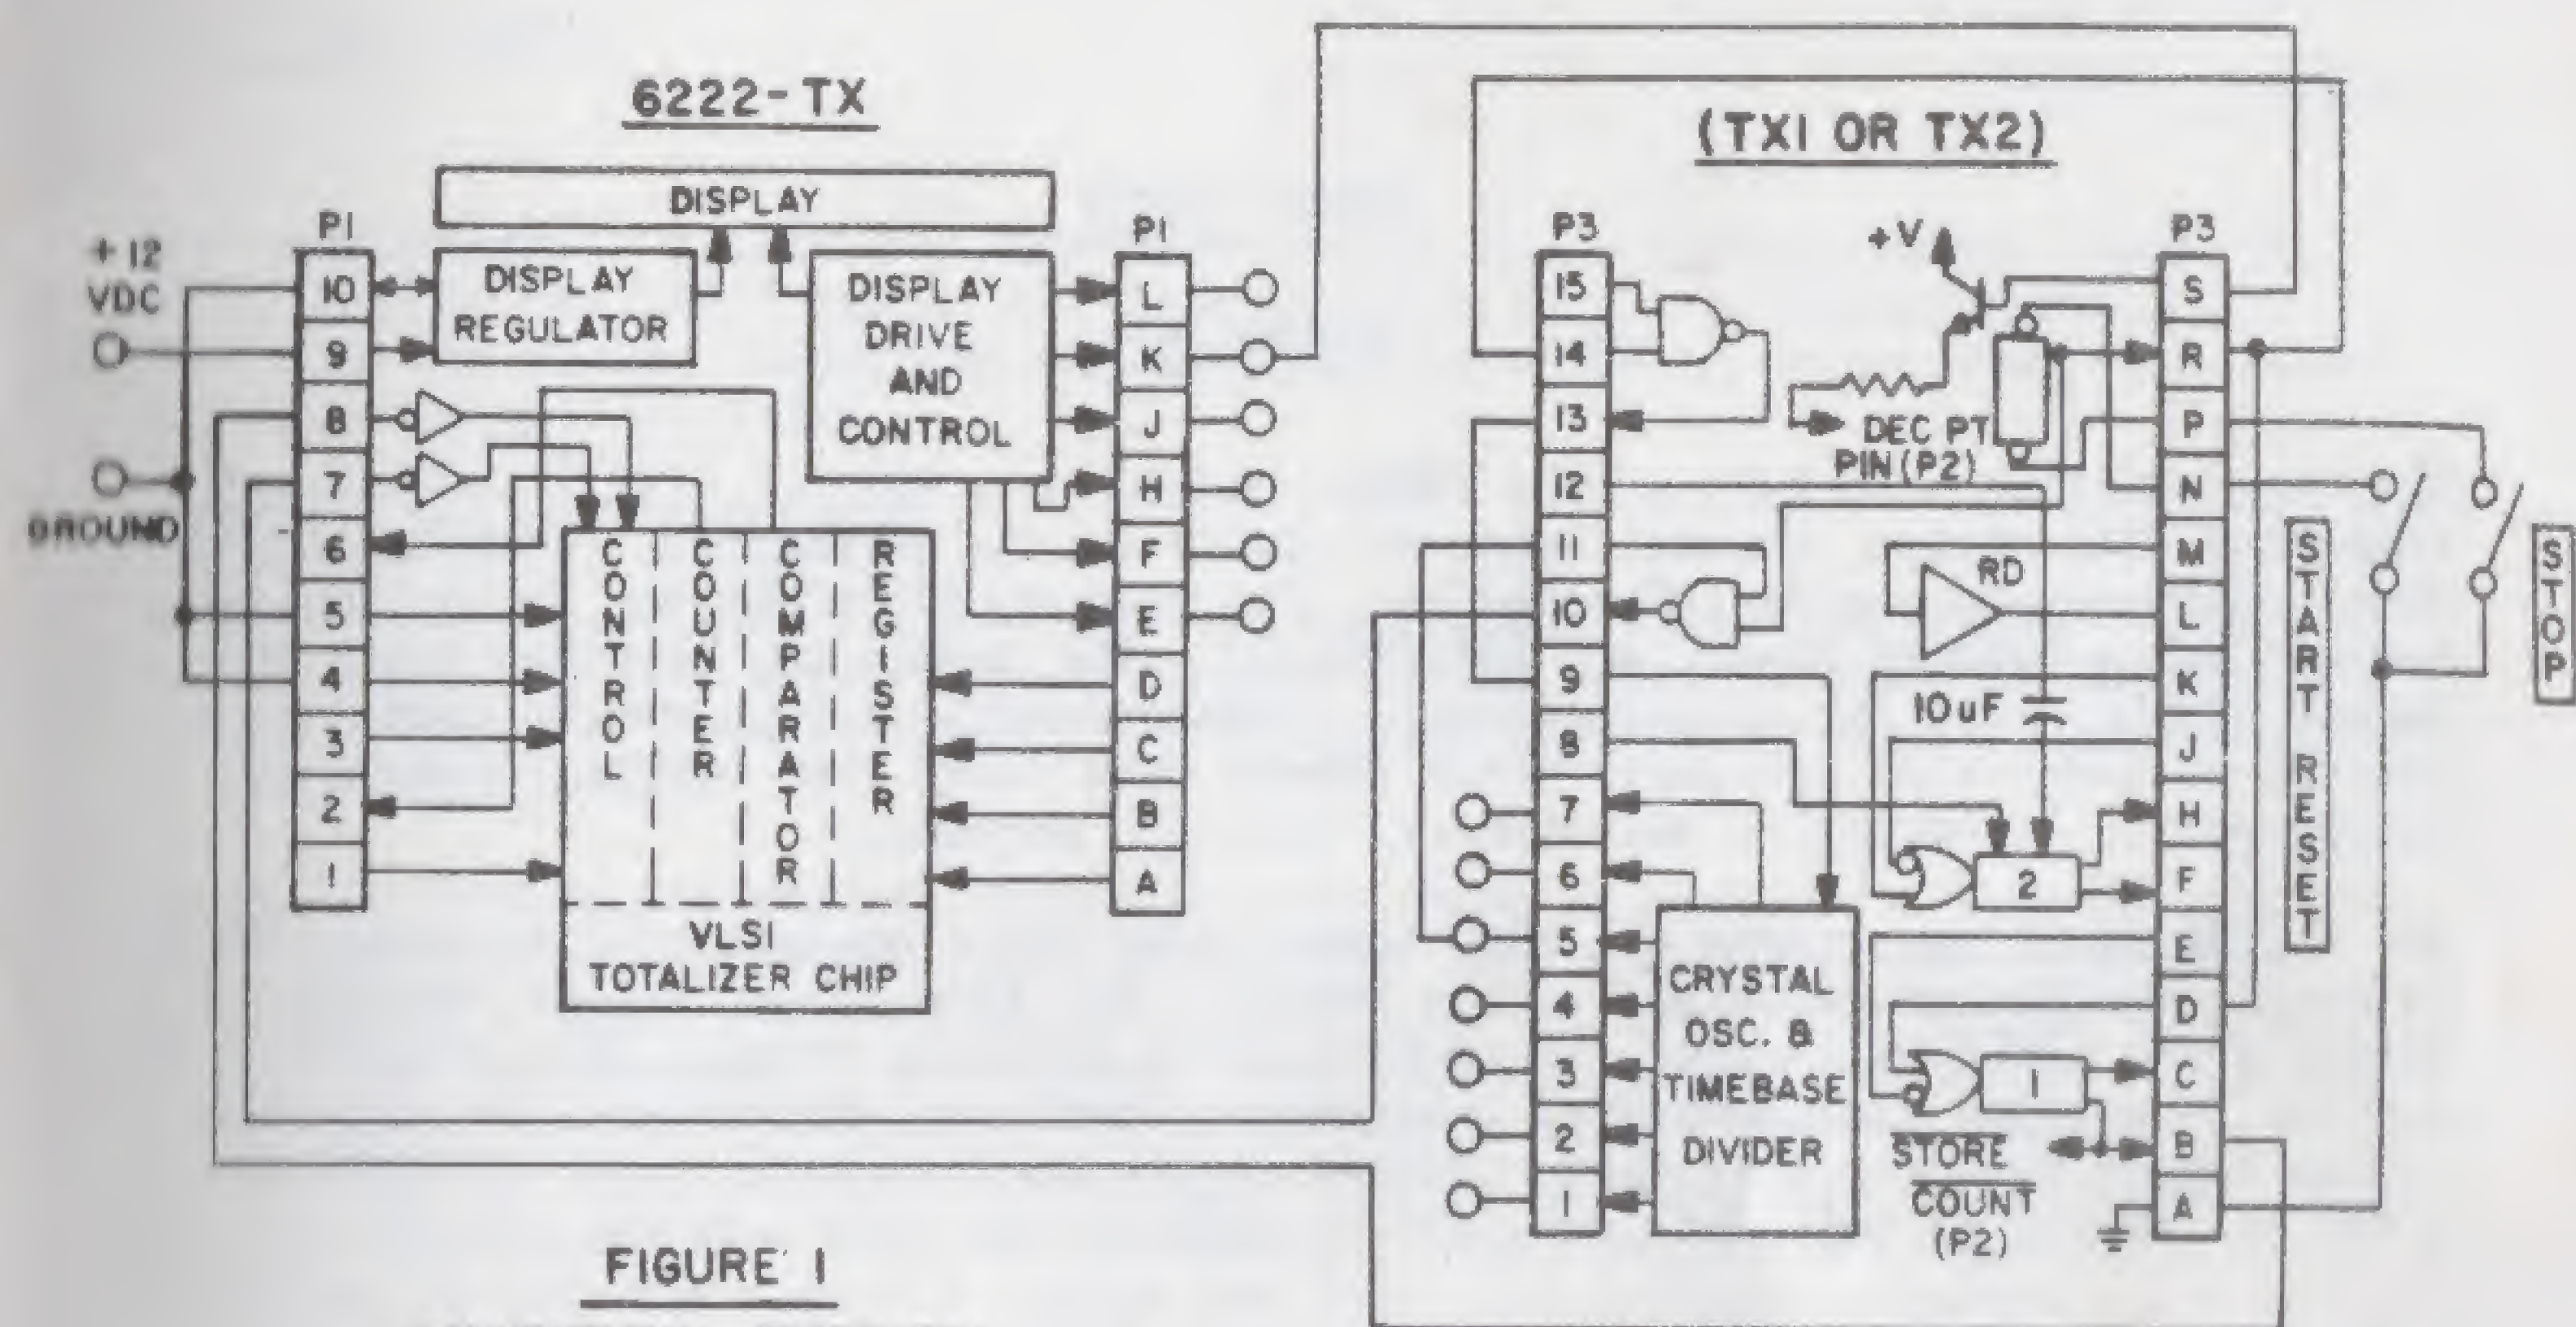 6222-TX
(TX1 OR TX2)
DISPLAY
P1
+12
VDC
GROUND
10
9
8
7
6
5
4
3
2
1
DISPLAY
REGULATOR
DISPLAY
DRIVE
AND
CONTROL
CONTROL
COUNTER
COMPARATOR
REGISTER
VLSI
TOTALIZER CHIP
P1
L
K
J
H
F
E
D
C
B
A
P3
15
14
13
12
11
10
9
8
7
6
5
4
3
2
1
+V
DEC PT
PIN (P2)
RD
10uF
2
1
CRYSTAL
OSC. &
TIMEBASE
DIVIDER
STORE
COUNT
(P2)
P3
S
R
P
N
M
L
K
J
H
F
E
D
C
B
A
START RESET
STOP
FIGURE 1